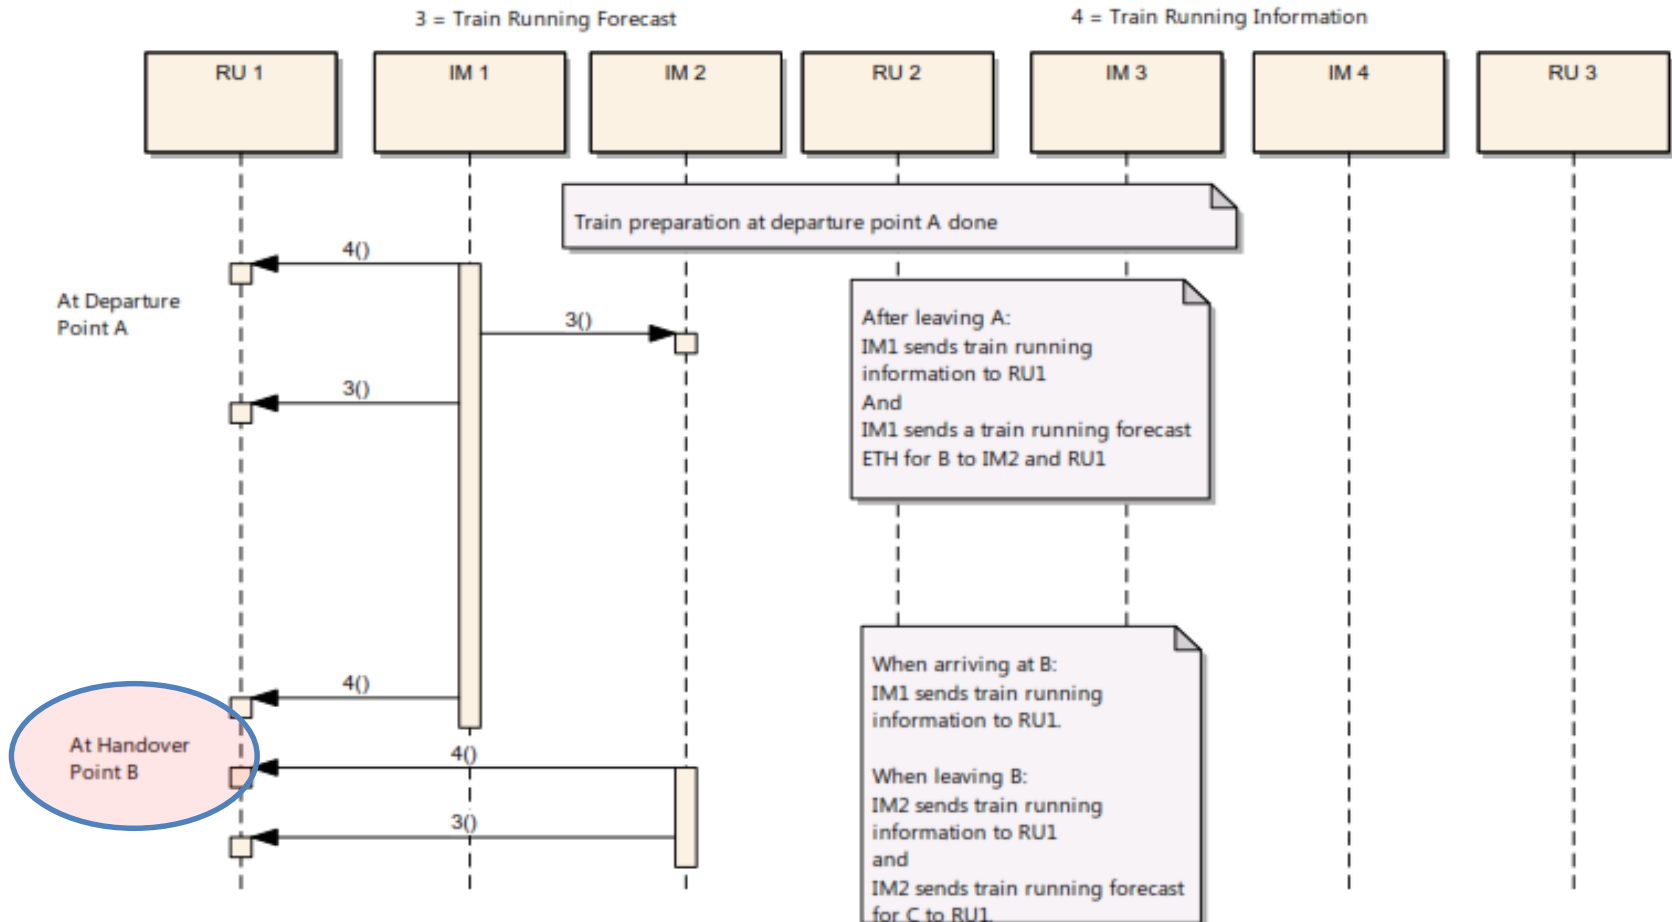 3 = Train Running Forecast
4 = Train Running Information
RU 1
IM 1
IM 2
RU 2
IM 3
IM 4
RU 3
Train preparation at departure point A done
4()
At Departure
Point A
3()
3()
After leaving A:
IM1 sends train running
information to RU1
And
IM1 sends a train running forecast
ETH for B to IM2 and RU1
4()
At Handover
Point B
4()
3()
When arriving at B:
IM1 sends train running
information to RU1.
When leaving B:
IM2 sends train running
information to RU1
and
IM2 sends train running forecast
for C to RU1.